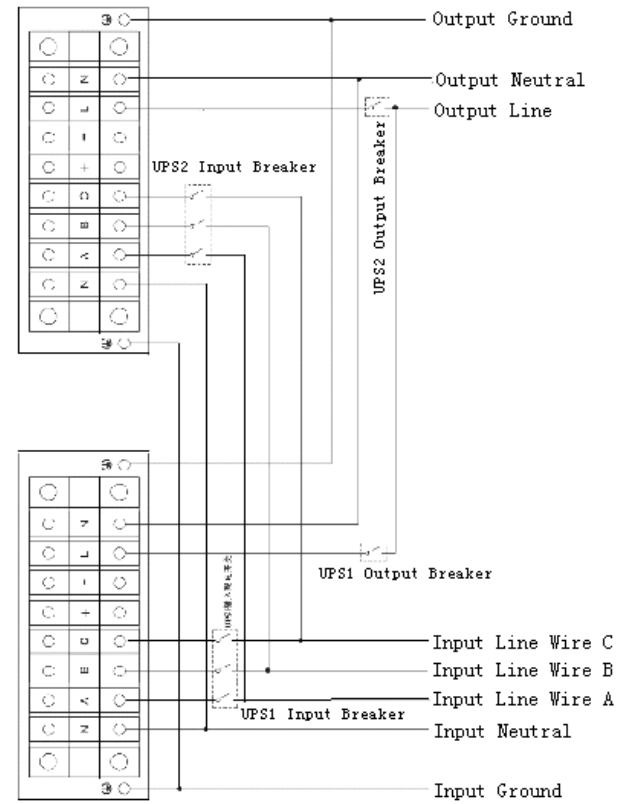 Output Ground
N
Output Neutral
L
Output Line
-
+
UPS2 Input Breaker
UPS2 Output Breaker
C
B
A
N
N
L
UPS1 Output Breaker
-
+
C
Input Line Wire C
B
Input Line Wire B
A
Input Line Wire A
UPS1 Input Breaker
N
Input Neutral
Input Ground